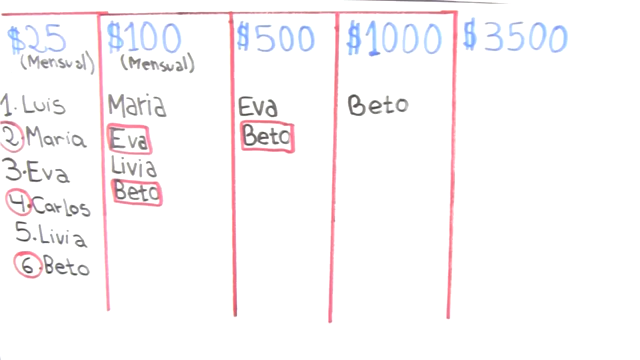 $25 $100 $500 $1000 $3500
(Mensual) (Mensual)
1. Luis Maria Eva Beto
2. Maria Eva Beto
3. Eva Livia
4. Carlos Beto
5. Livia
6. Beto